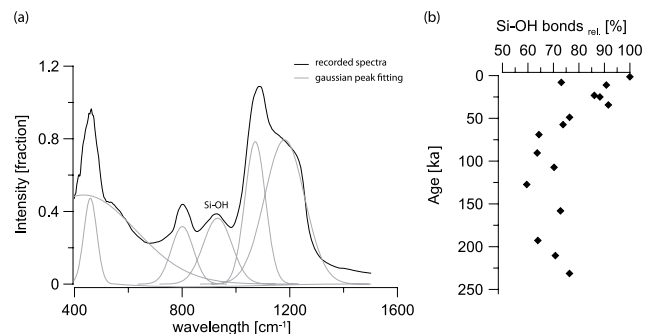 (a)
recorded spectra
gaussian peak fitting
Intensity [fraction]
1.2
0.8
0.4
0
Si-OH
400 800 1200 1600
wavelength [cm-1]
(b)
Si-OH bonds rel. [%]
50 60 70 80 90 100
Age [ka]
0
50
100
150
200
250